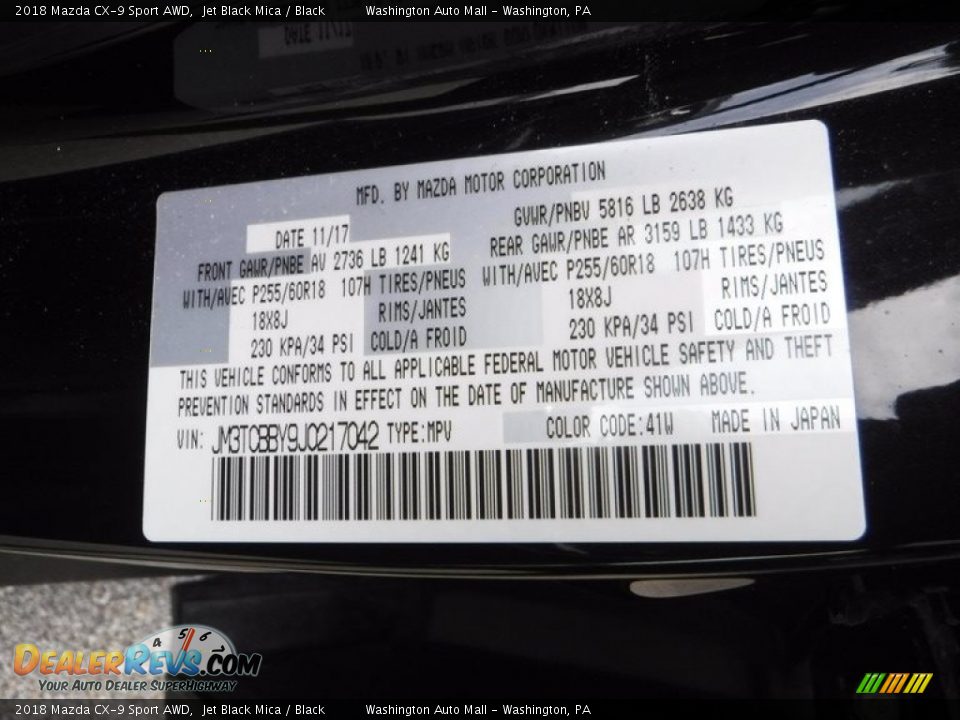 2018 Mazda CX-9 Sport AWD, Jet Black Mica / Black Washington Auto Mall - Washington, PA
MFD. BY MAZDA MOTOR CORPORATION
DATE 11/17 GVWR/PNBV 5816 LB 2638 KG
FRONT GAWR/PNBE AV 2736 LB 1241 KG REAR GAWR/PNBE AR 3159 LB 1433 KG
WITH/AVEC P255/60R18 107H TIRES/PNEUS WITH/AVEC P255/60R18 107H TIRES/PNEUS
18X8J RIMS/JANTES 18X8J RIMS/JANTES
230 KPA/34 PSI COLD/A FROID 230 KPA/34 PSI COLD/A FROID
THIS VEHICLE CONFORMS TO ALL APPLICABLE FEDERAL MOTOR VEHICLE SAFETY AND THEFT
PREVENTION STANDARDS IN EFFECT ON THE DATE OF MANUFACTURE SHOWN ABOVE.
VIN: JM3TCBBY9J0217042 TYPE:MPV COLOR CODE:41W MADE IN JAPAN
4 5 6
DealerRevs.com
Your Auto Dealer SuperHighway
2018 Mazda CX-9 Sport AWD, Jet Black Mica / Black Washington Auto Mall - Washington, PA